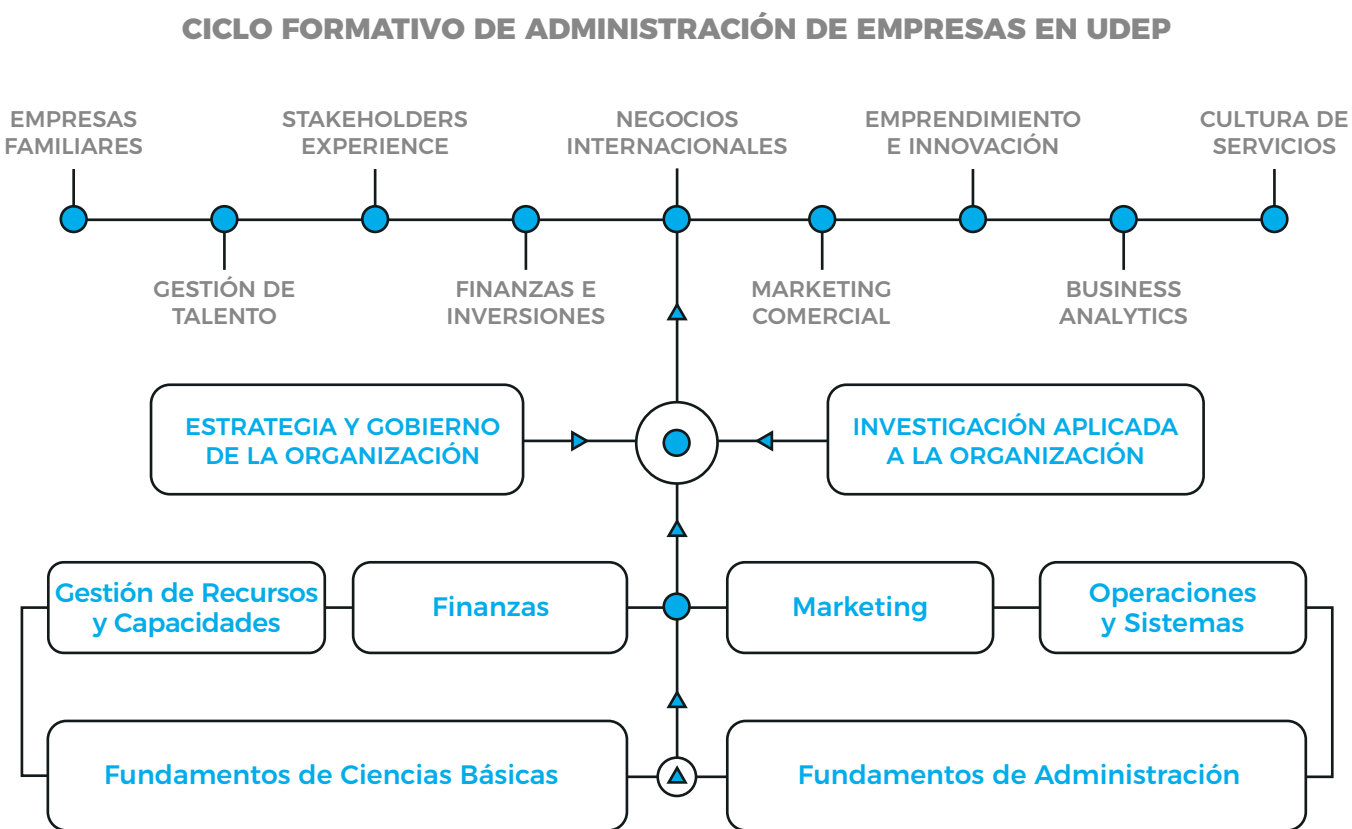 CICLO FORMATIVO DE ADMINISTRACIÓN DE EMPRESAS EN UDEP
EMPRESAS
FAMILIARES
STAKEHOLDERS
EXPERIENCE
NEGOCIOS
INTERNACIONALES
EMPRENDIMIENTO
E INNOVACIÓN
CULTURA DE
SERVICIOS
GESTIÓN DE
TALENTO
FINANZAS E
INVERSIONES
MARKETING
COMERCIAL
BUSINESS
ANALYTICS
ESTRATEGIA Y GOBIERNO
DE LA ORGANIZACIÓN
INVESTIGACIÓN APLICADA
A LA ORGANIZACIÓN
Gestión de Recursos
y Capacidades
Finanzas
Marketing
Operaciones
y Sistemas
Fundamentos de Ciencias Básicas
Fundamentos de Administración